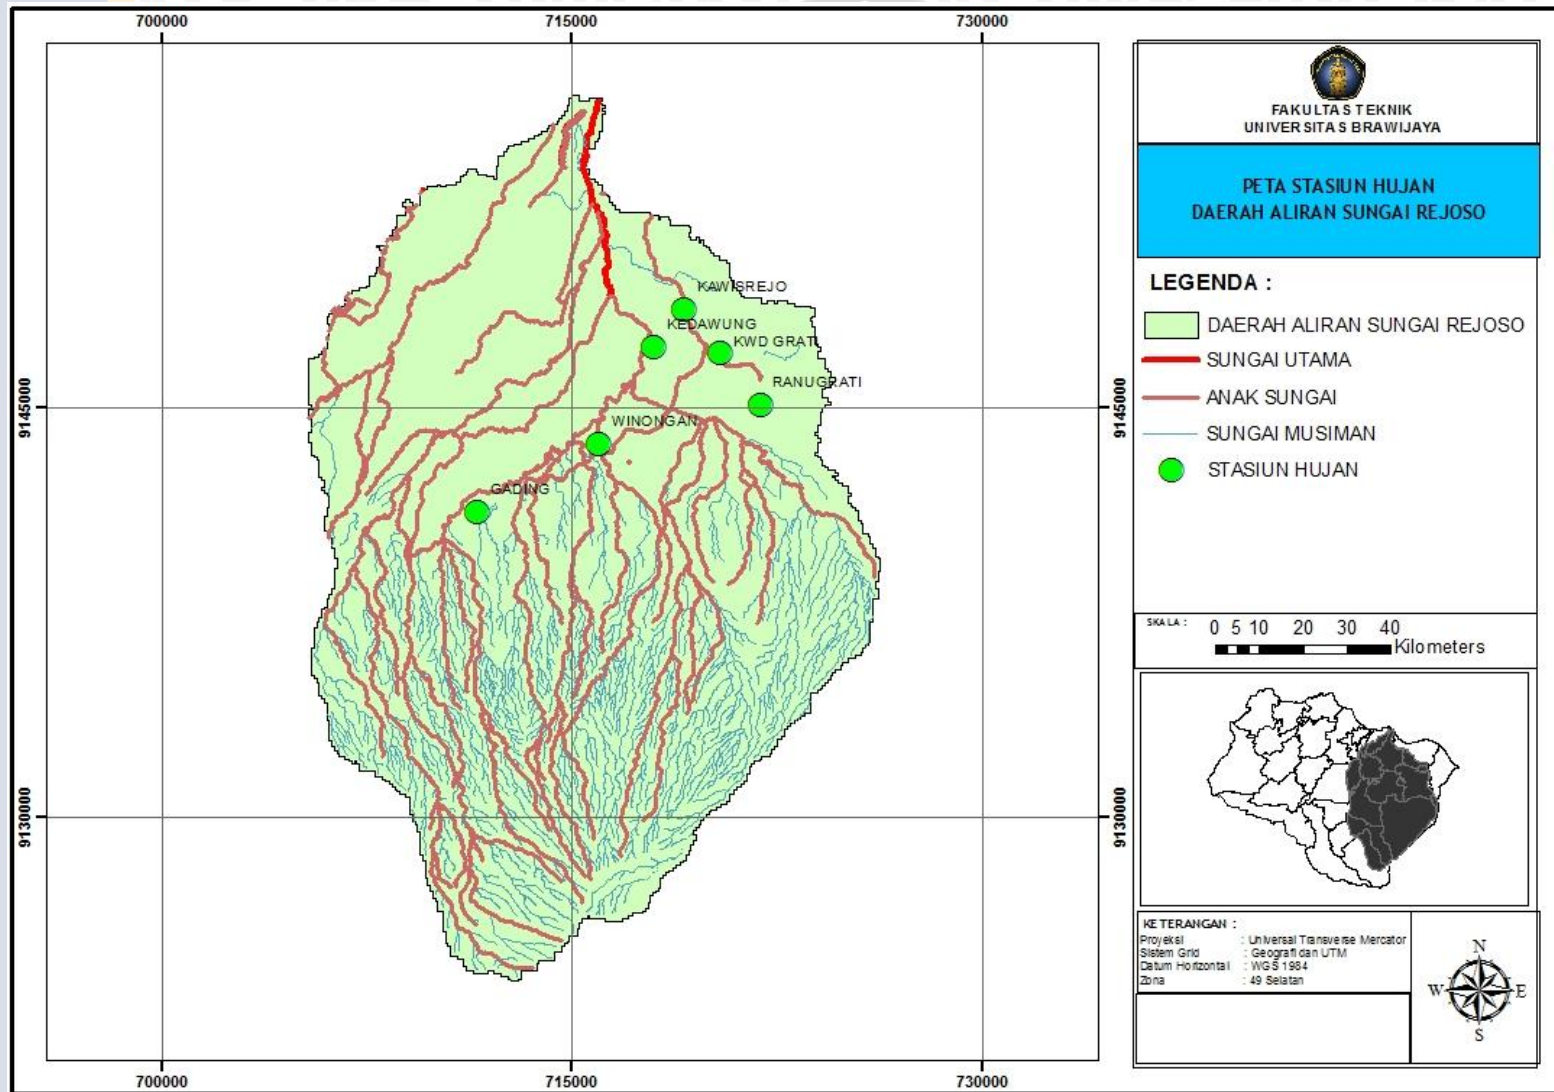 700000
715000
730000
9145000
9130000
KAWISREJO
KEDAWUNG
KWD GRATI
RANUGRATI
WINONGAN
GADING
9145000
9130000
700000
715000
730000
FAKULTAS TEKNIK
UNIVERSITAS BRAWIJAYA
PETA STASIUN HUJAN
DAERAH ALIRAN SUNGAI REJOSO
LEGENDA :
DAERAH ALIRAN SUNGAI REJOSO
SUNGAI UTAMA
ANAK SUNGAI
SUNGAI MUSIMAN
STASIUN HUJAN
SKALA :
0 5 10 20 30 40
Kilometers
KETERANGAN :
Proyeksi : Universal Transverse Mercator
Sistem Grid : Geografi dan UTM
Datum Horizontal : WGS 1984
Zona : 49 Selatan
N
W E
S